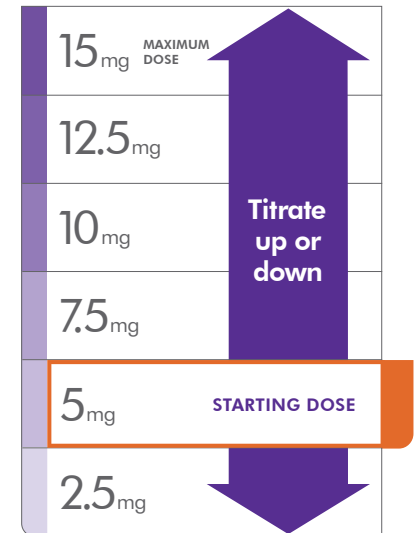 15mg MAXIMUM
DOSE
12.5mg
10mg
Titrate
up or
down
7.5mg
5mg STARTING DOSE
2.5mg